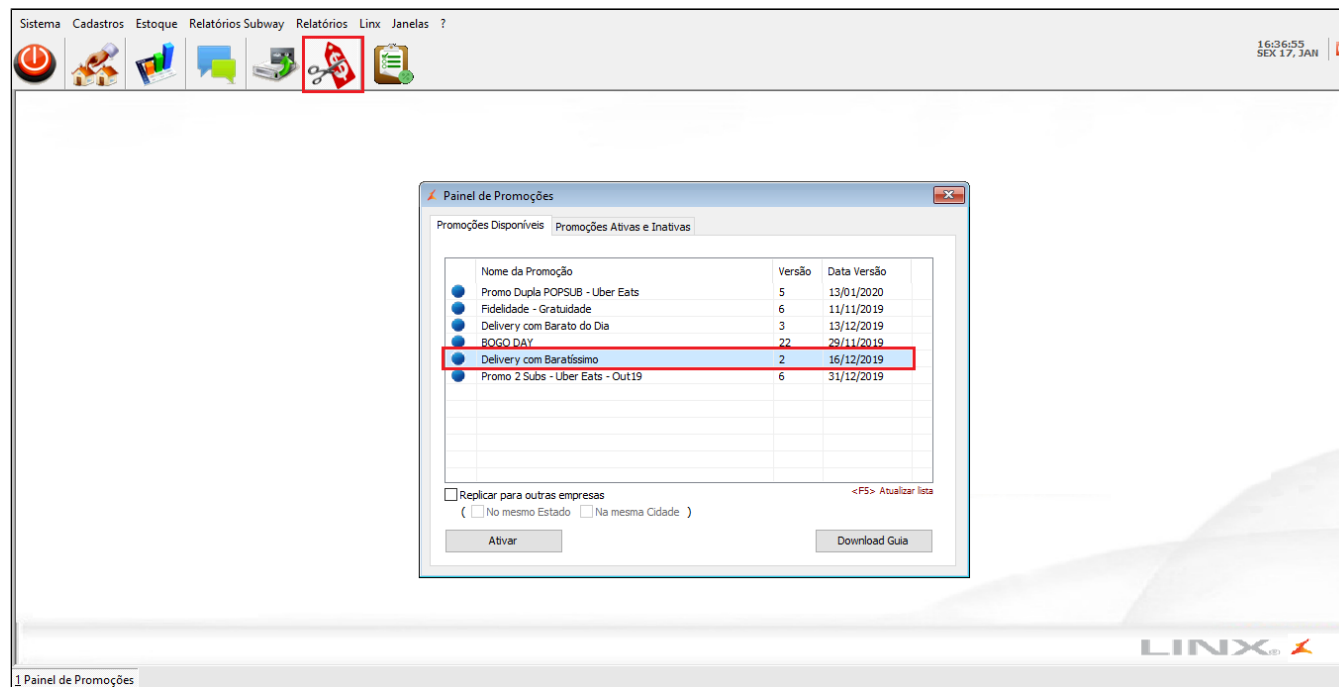 Sistema Cadastros Estoque Relatórios Subway Relatórios Linx Janelas ?
16:36:55
SEX 17, JAN
Painel de Promoções
Promoções Disponíveis Promoções Ativas e Inativas
Nome da Promoção Versão Data Versão
Promo Dupla POPSUB - Uber Eats 5 13/01/2020
Fidelidade - Gratuidade 6 11/11/2019
Delivery com Barato do Dia 3 13/12/2019
BOGO DAY 22 29/11/2019
Delivery com Baratíssimo 2 16/12/2019
Promo 2 Subs - Uber Eats - Out19 6 31/12/2019
Replicar para outras empresas <F5> Atualizar lista
( No mesmo Estado Na mesma Cidade )
Ativar Download Guia
LINX®
1 Painel de Promoções